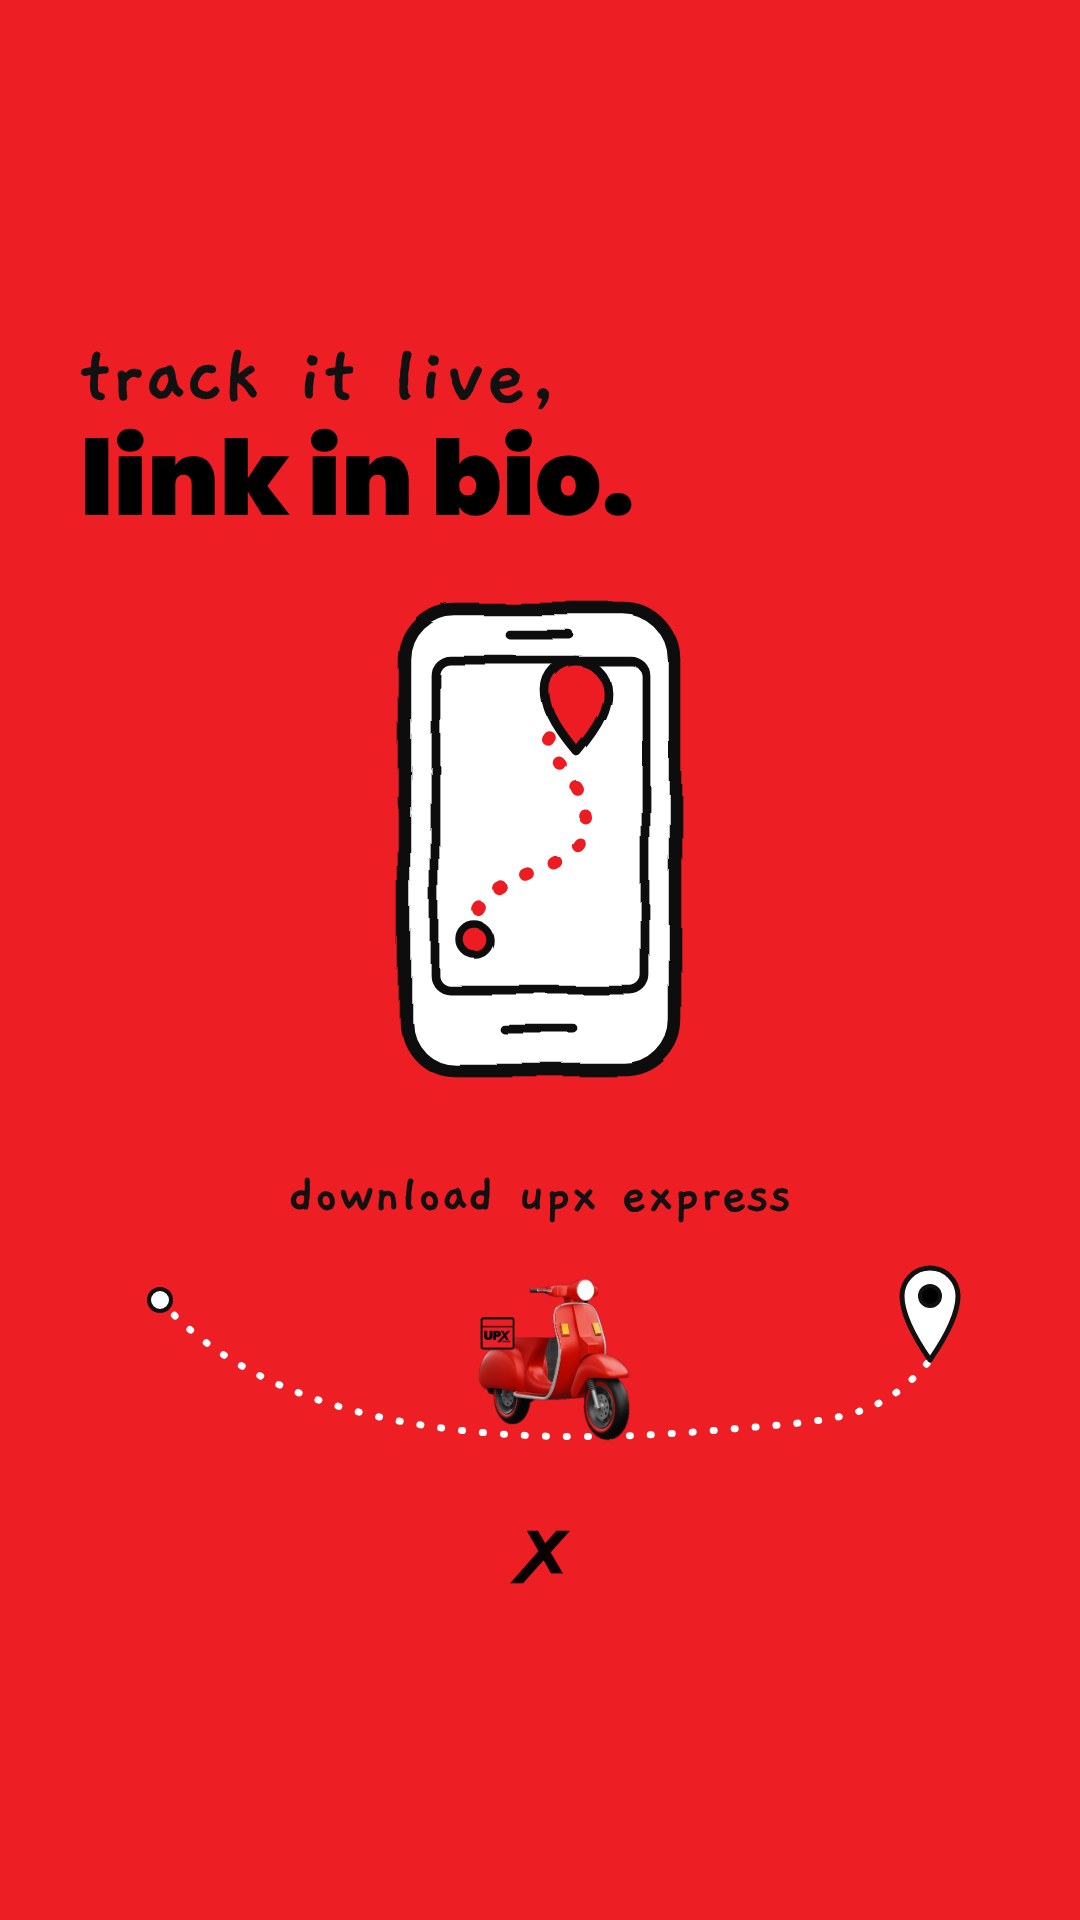 track it live,
link in bio.
download upx express
UPX
X